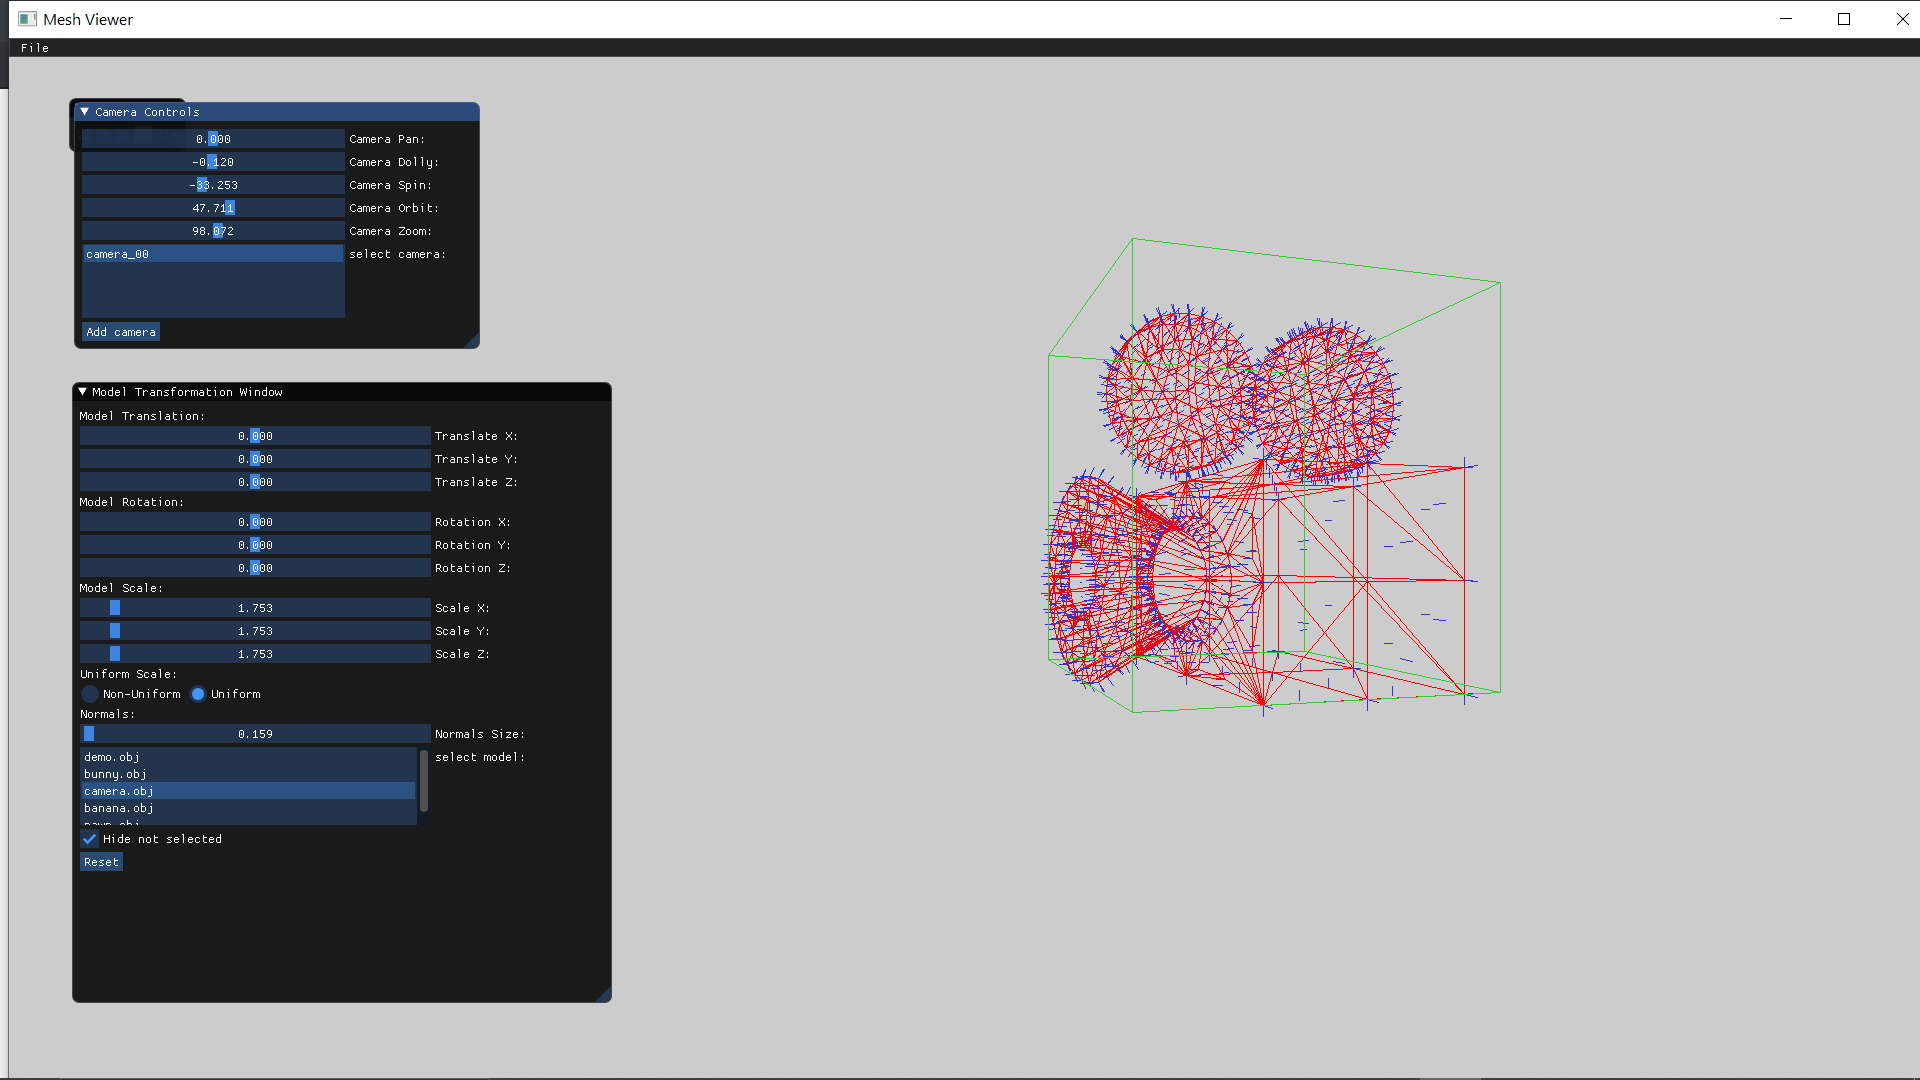 Mesh Viewer
File
Camera Controls
0.000 Camera Pan:
-0.120 Camera Dolly:
-33.253 Camera Spin:
47.711 Camera Orbit:
98.072 Camera Zoom:
camera_00 select camera:
Add camera
Model Transformation Window
Model Translation:
0.000 Translate X:
0.000 Translate Y:
0.000 Translate Z:
Model Rotation:
0.000 Rotation X:
0.000 Rotation Y:
0.000 Rotation Z:
Model Scale:
1.753 Scale X:
1.753 Scale Y:
1.753 Scale Z:
Uniform Scale:
Non-Uniform Uniform
Normals:
0.159 Normals Size:
demo.obj select model:
bunny.obj
camera.obj
banana.obj
Hide not selected
Reset